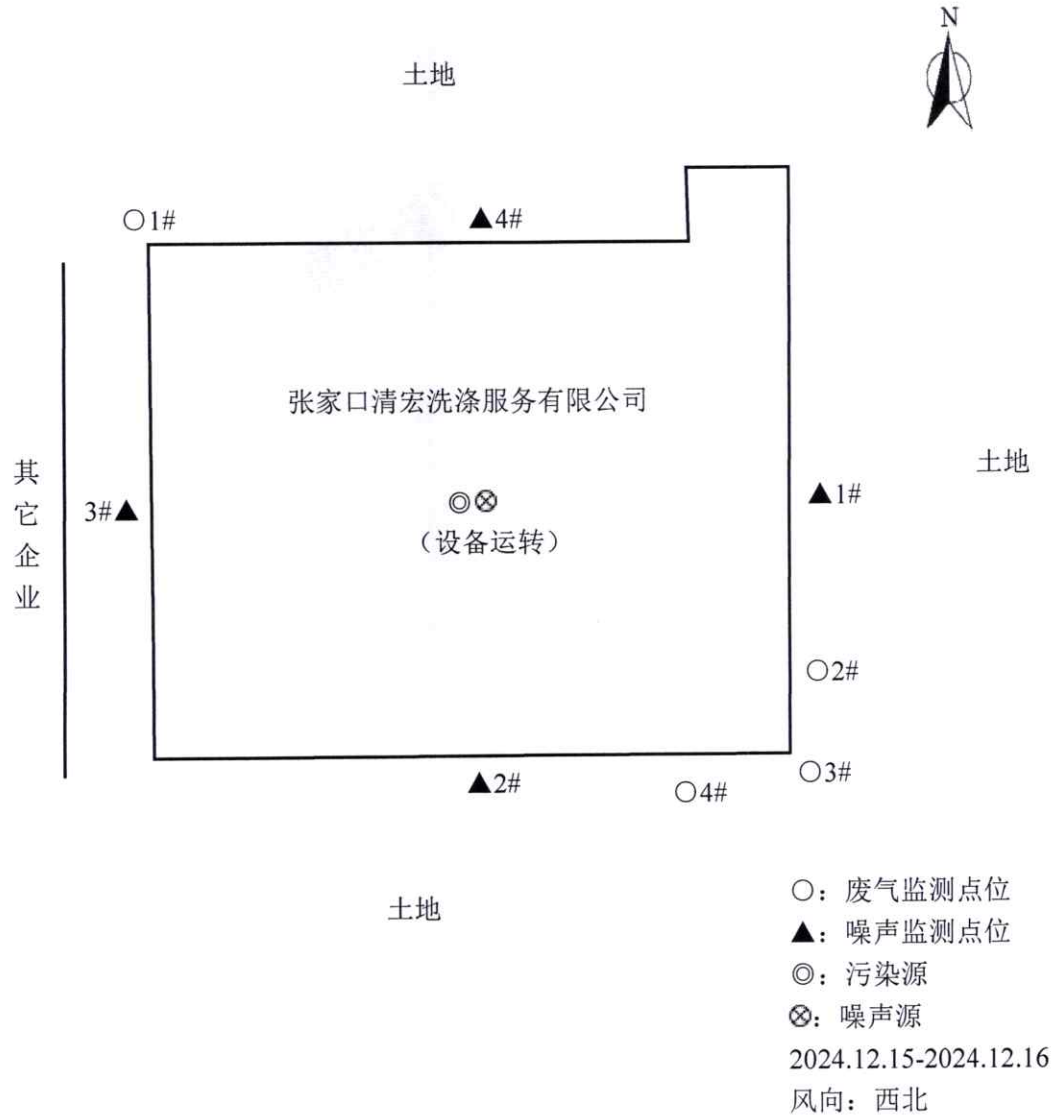 N
土地
○1#
▲4#
张家口清宏洗涤服务有限公司
其它企业
3#▲
◎⊗
(设备运转)
▲1#
土地
○2#
▲2#
○4#
○3#
土地
○：废气监测点位
▲：噪声监测点位
◎：污染源
⊗：噪声源
2024.12.15-2024.12.16
风向：西北